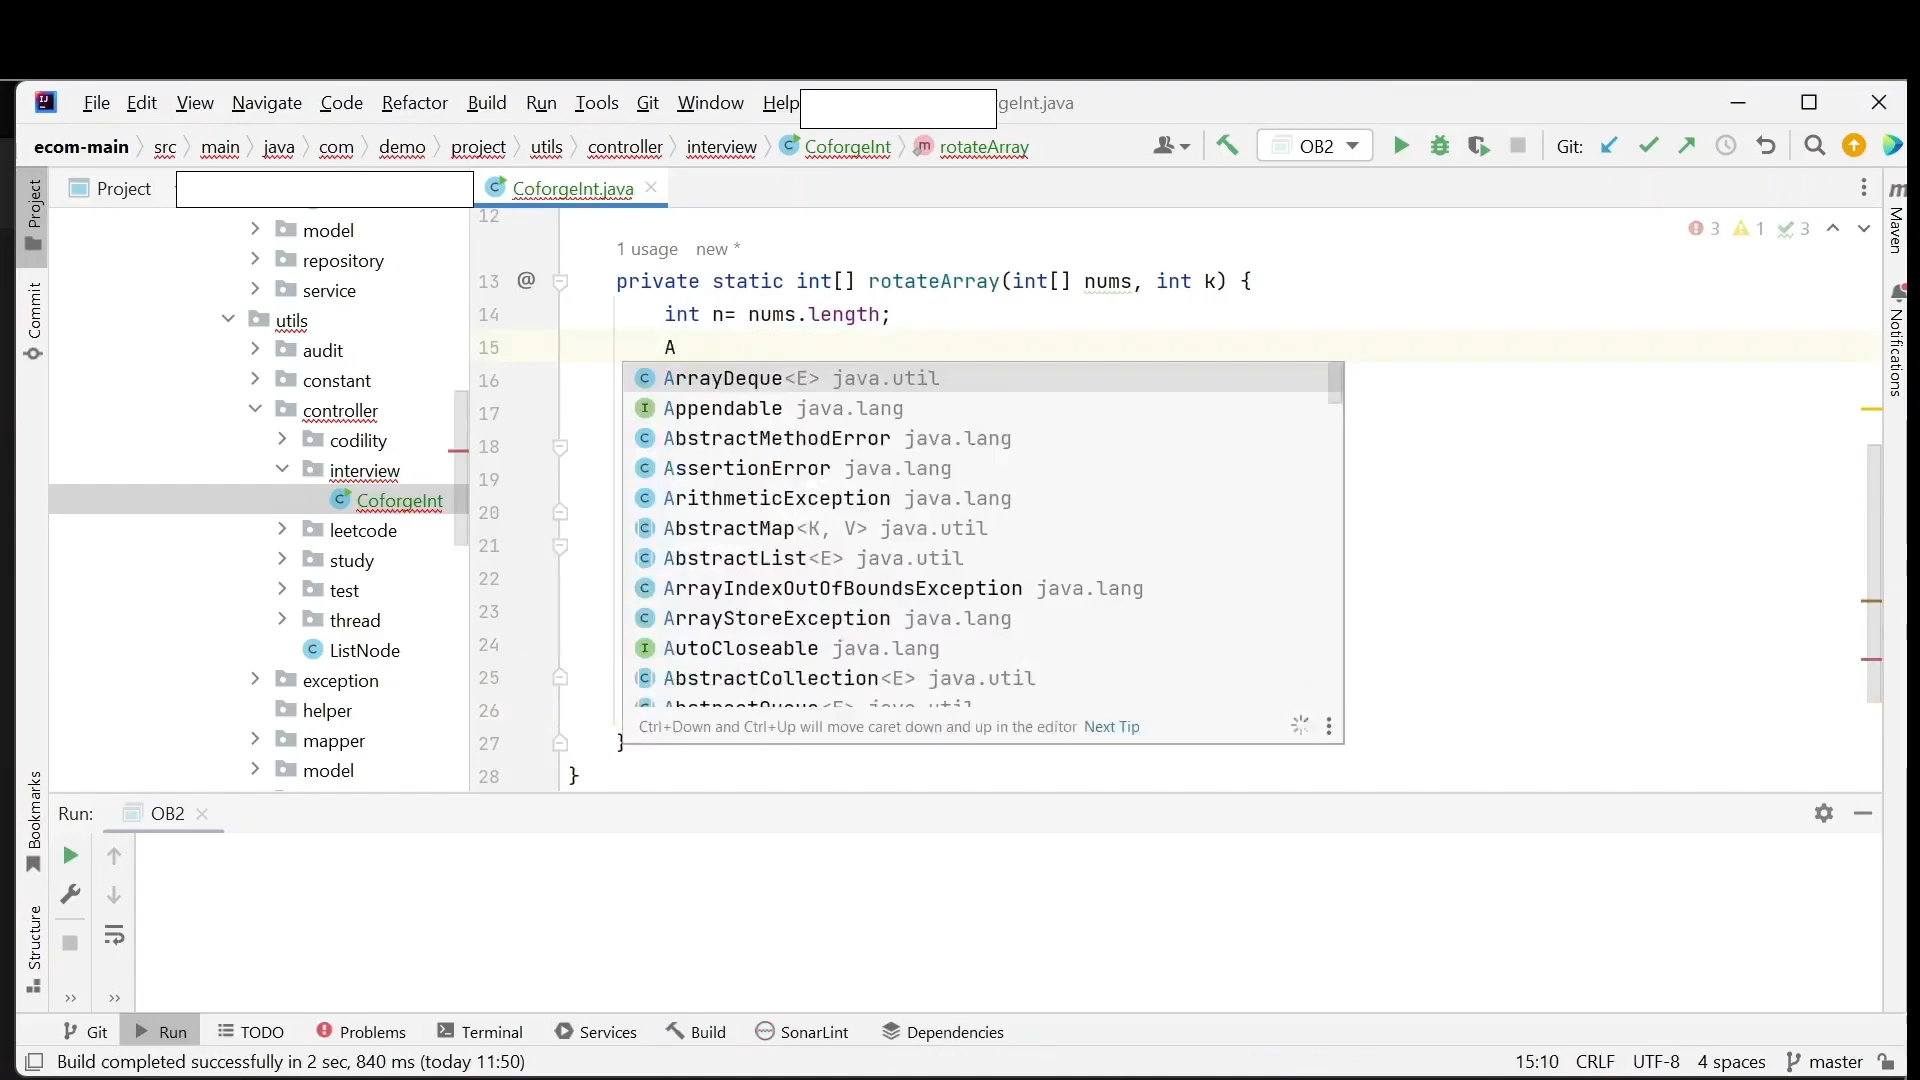 File Edit View Navigate Code Refactor Build Run Tools Git Window Help geInt.java
ecom-main src main java com demo project utils controller interview CoforgeInt rotateArray OB2 Git:
Project CoforgeInt.java
Project
Commit
Bookmarks
Structure
model
repository
service
utils
audit
constant
controller
codility
interview
CoforgeInt
leetcode
study
test
thread
ListNode
exception
helper
mapper
model
12
1 usage new *
3 1 3
13 @ private static int[] rotateArray(int[] nums, int k) {
14 int n= nums.length;
15 A
16
17
18
19
20
21
22
23
24
25
26
27 }
28 }
ArrayDeque<E> java.util
Appendable java.lang
AbstractMethodError java.lang
AssertionError java.lang
ArithmeticException java.lang
AbstractMap<K, V> java.util
AbstractList<E> java.util
ArrayIndexOutOfBoundsException java.lang
ArrayStoreException java.lang
AutoCloseable java.lang
AbstractCollection<E> java.util
AbstractQueue<E> java.util
Ctrl+Down and Ctrl+Up will move caret down and up in the editor Next Tip
Maven
Notifications
Run: OB2
Git Run TODO Problems Terminal Services Build SonarLint Dependencies
Build completed successfully in 2 sec, 840 ms (today 11:50) 15:10 CRLF UTF-8 4 spaces master